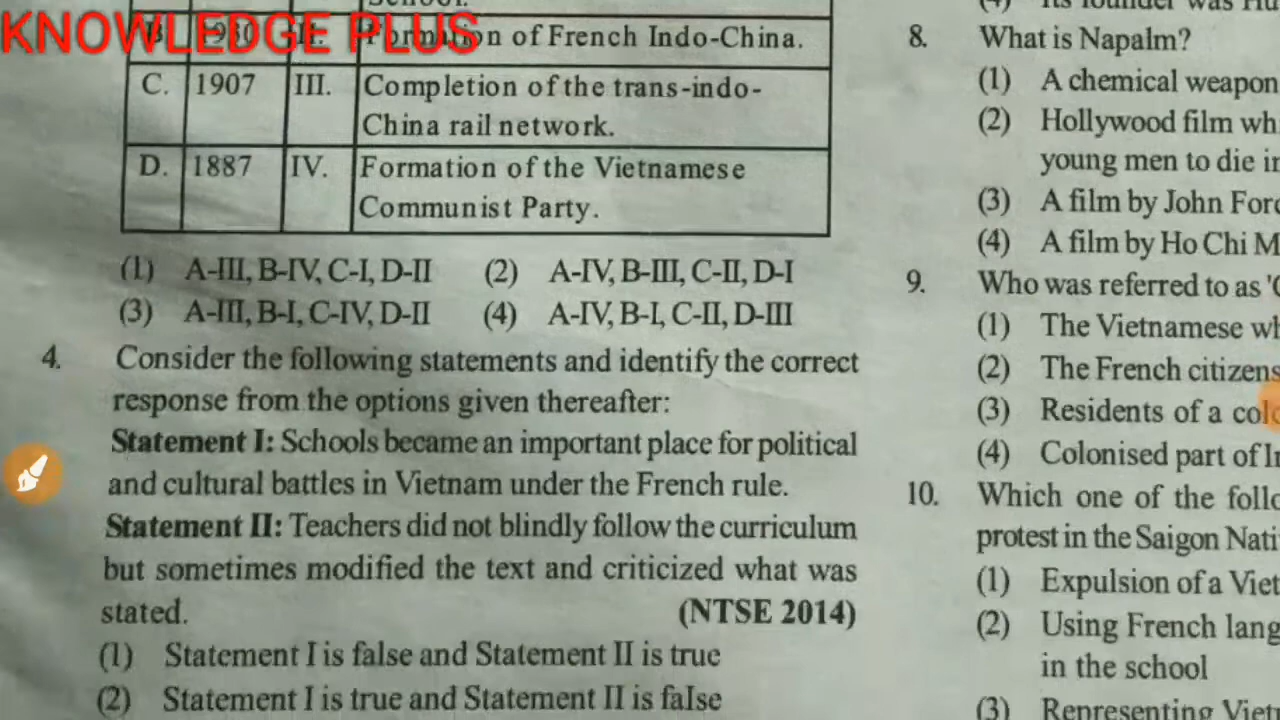 School.
KNOWLEDGE PLUS
B. 1930 II. Formation of French Indo-China.
C. 1907 III. Completion of the trans-indo-
China rail network.
D. 1887 IV. Formation of the Vietnamese
Communist Party.
(1) A-III, B-IV, C-I, D-II (2) A-IV, B-III, C-II, D-I
(3) A-III, B-I, C-IV, D-II (4) A-IV, B-I, C-II, D-III
4. Consider the following statements and identify the correct
response from the options given thereafter:
Statement I: Schools became an important place for political
and cultural battles in Vietnam under the French rule.
Statement II: Teachers did not blindly follow the curriculum
but sometimes modified the text and criticized what was
stated. (NTSE 2014)
(1) Statement I is false and Statement II is true
(2) Statement I is true and Statement II is false
(4) Its founder was
8. What is Napalm?
(1) A chemical weapon
(2) Hollywood film
young men to die
(3) A film by John
(4) A film by Ho Chi
9. Who was referred to as
(1) The Vietnamese
(2) The French citizens
(3) Residents of a
(4) Colonised part of
10. Which one of the
protest in the Saigon
(1) Expulsion of a
(2) Using French
in the school
(3) Representing